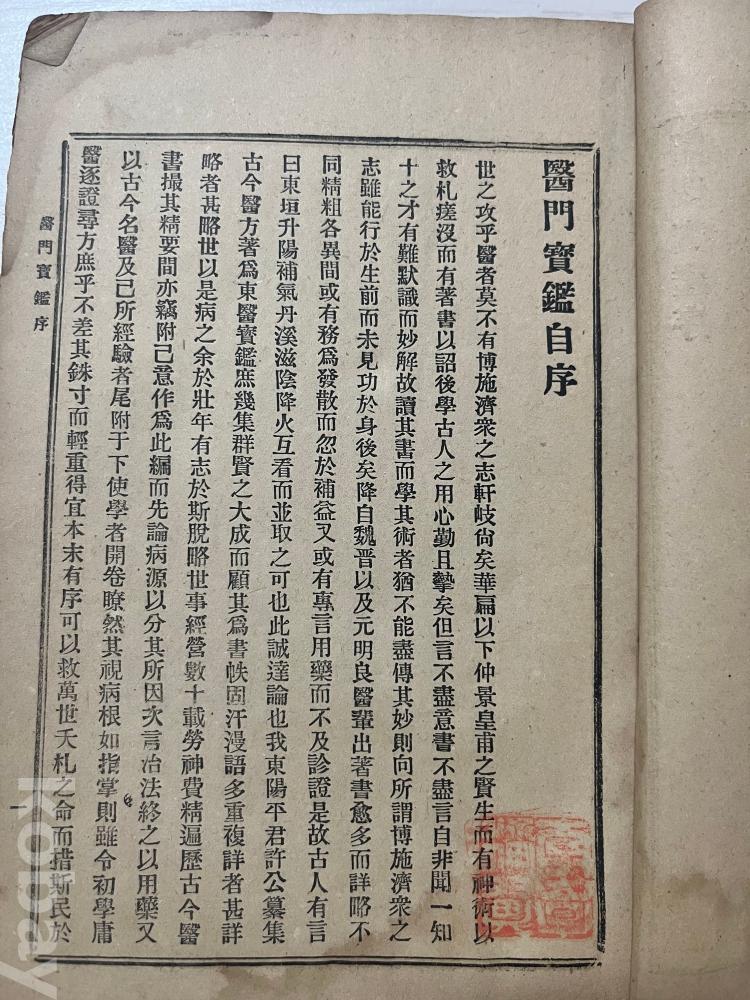 醫門寶鑑自序
世之攻乎醫者莫不有博施濟衆之志軒岐尙矣華扁以下仲景皇甫之賢生而有神術以
救札瘥沒而有著書以詔後學古人之用心勤且摯矣但言不盡意書不盡言自非聞一知
十之才有難默識而妙解故讀其書而學其術者猶不能盡傳其妙則向所謂博施濟衆之
志雖能行於生前而未見功於身後矣降自魏晋以及元明良醫輩出著書愈多而詳略不
同精粗各異間或有務爲發散而忽於補益又或有專言用藥而不及診證是故古人有言
曰東垣升陽補氣丹溪滋陰降火互看而並取之可也此誠達論也我東陽平君許公纂集
古今醫方著爲東醫寶鑑庶幾集群賢之大成而顧其爲書帙固汗漫語多重複詳者甚詳
略者甚略世以是病之余於壯年有志於斯脫略世事經營數十載勞神費精遍歷古今醫
書撮其精要間亦竊附己意作爲此編而先論病源以分其所因次言治法終之以用藥又
以古今名醫及己所經驗者尾附于下使學者開卷瞭然其視病根如指掌則雖令初學庸
醫逐證尋方庶乎不差其銖寸而輕重得宜本末有序可以救萬世夭札之命而措斯民於
醫門寶鑑序
kobay